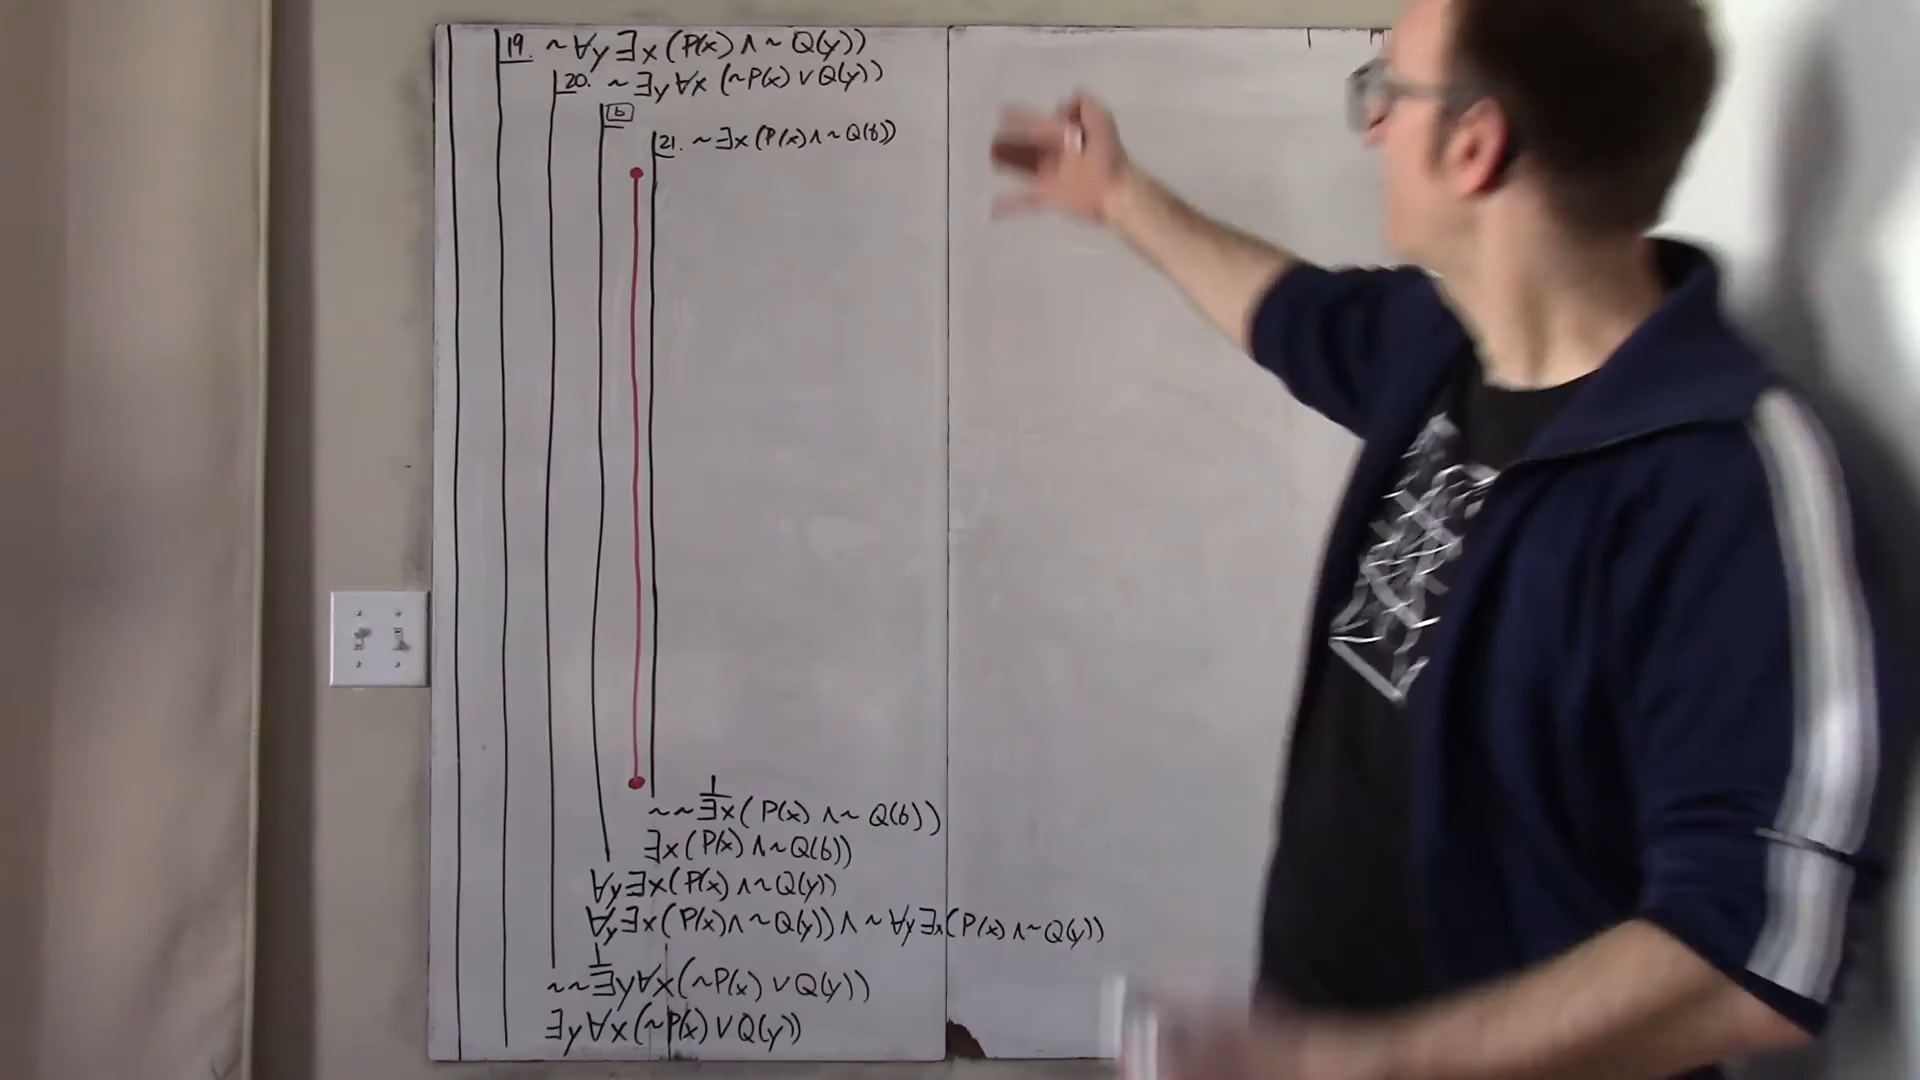 19. ~∀y∃x(P(x)∧~Q(y))
20. ~∃y∀x(~P(x)∨Q(y))
b
21. ~∃x(P(x)∧~Q(b))
⊥
~~∃x(P(x)∧~Q(b))
∃x(P(x)∧~Q(b))
∀y∃x(P(x)∧~Q(y))
∀y∃x(P(x)∧~Q(y))∧~∀y∃x(P(x)∧~Q(y))
⊥
~~∃y∀x(~P(x)∨Q(y))
∃y∀x(~P(x)∨Q(y))